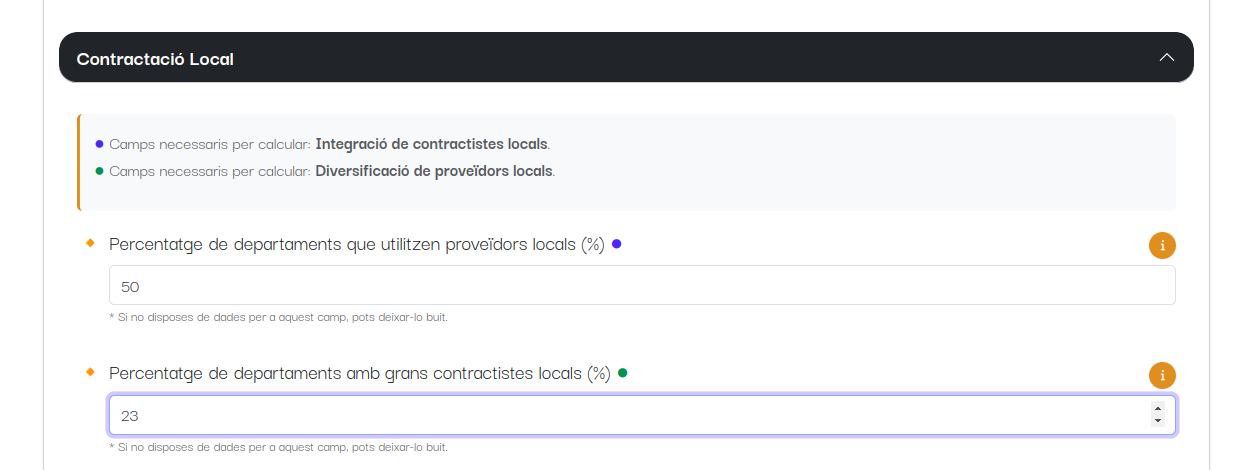 Contractació Local
Camps necessaris per calcular: Integració de contractistes locals.
Camps necessaris per calcular: Diversificació de proveïdors locals.
Percentatge de departaments que utilitzen proveïdors locals (%)
i
50
* Si no disposes de dades per a aquest camp, pots deixar-lo buit.
Percentatge de departaments amb grans contractistes locals (%)
i
23
* Si no disposes de dades per a aquest camp, pots deixar-lo buit.